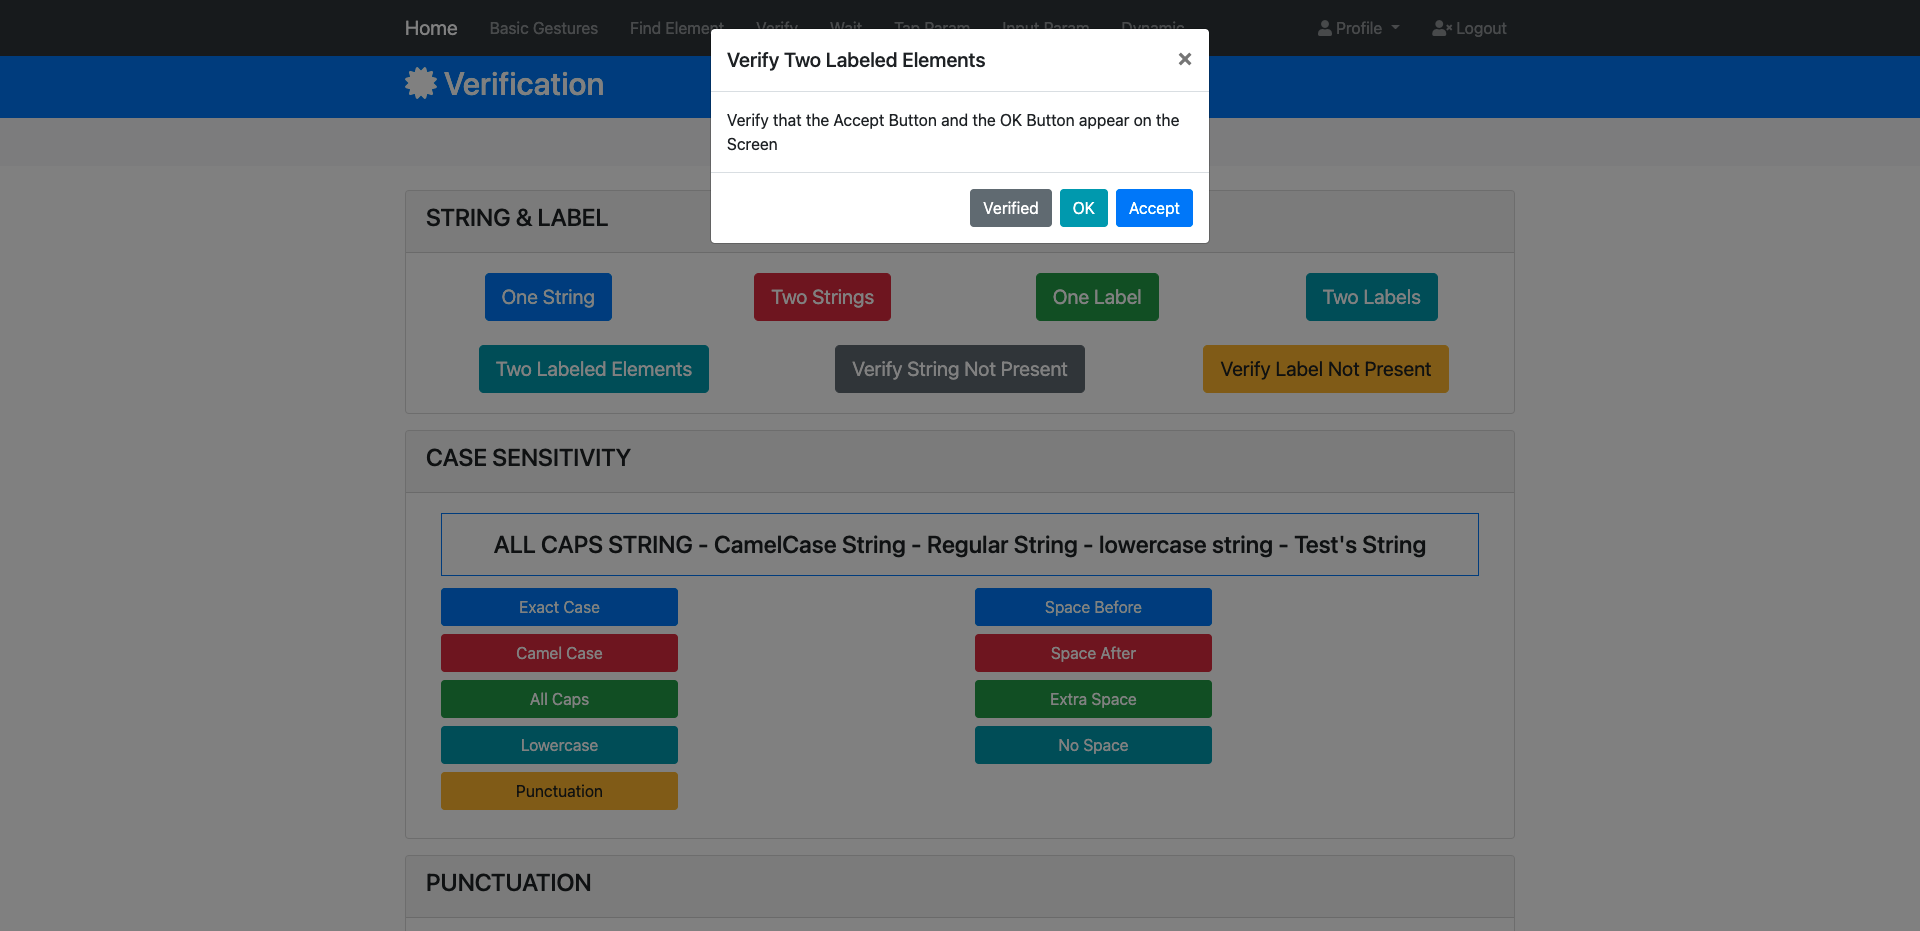 Home Basic Gestures Find Element Verify Wait Tap Param Input Param Dynamic Profile Logout
Verification
Verify Two Labeled Elements ×
Verify that the Accept Button and the OK Button appear on the
Screen
Verified OK Accept
STRING & LABEL
One String Two Strings One Label Two Labels
Two Labeled Elements Verify String Not Present Verify Label Not Present
CASE SENSITIVITY
ALL CAPS STRING - CamelCase String - Regular String - lowercase string - Test's String
Exact Case Space Before
Camel Case Space After
All Caps Extra Space
Lowercase No Space
Punctuation
PUNCTUATION